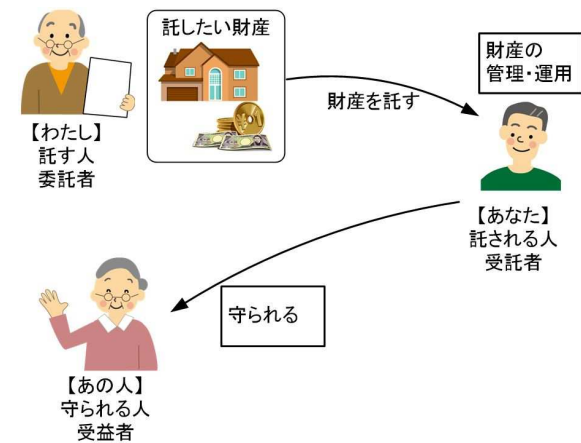 託したい財産
財産の
管理・運用
財産を託す
【わたし】
託す人
委託者
【あなた】
託される人
受託者
守られる
【あの人】
守られる人
受益者